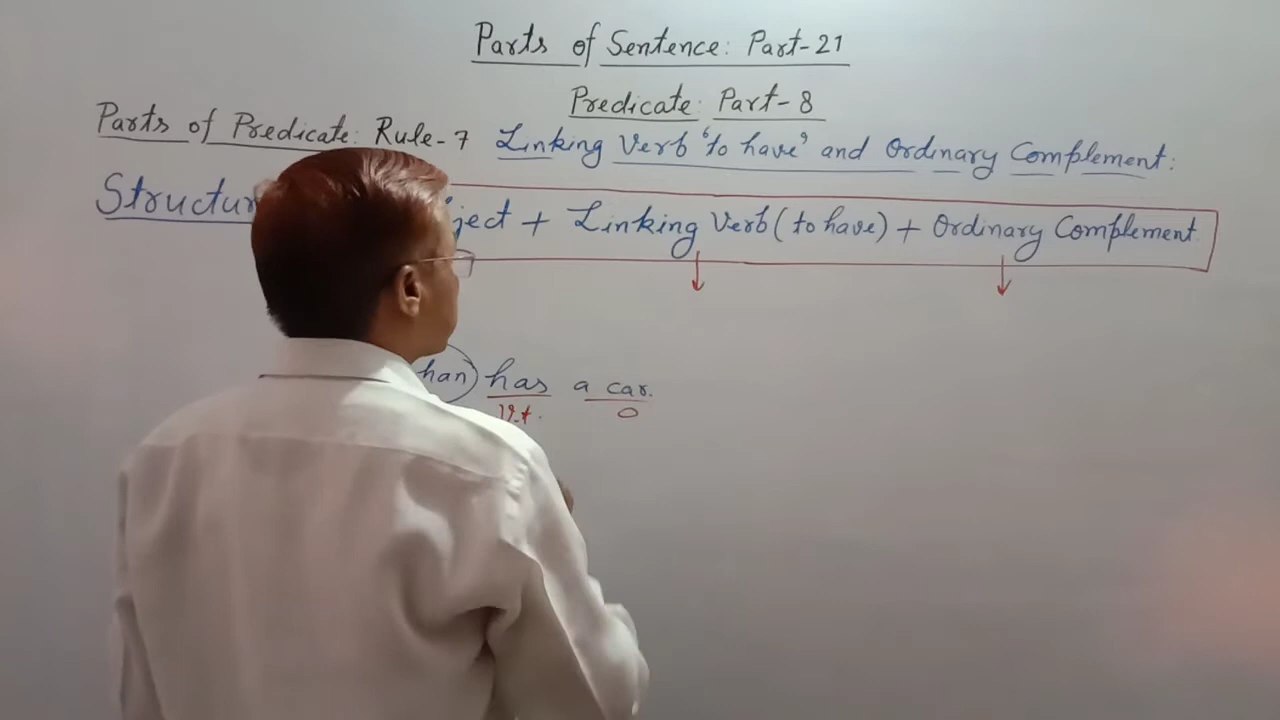 Parts of Sentence: Part-21
Predicate: Part-8
Parts of Predicate: Rule-7 Linking Verb 'to have' and Ordinary Complement:
Structur ject + Linking Verb (to have) + Ordinary Complement
han has a car.
V.t. O